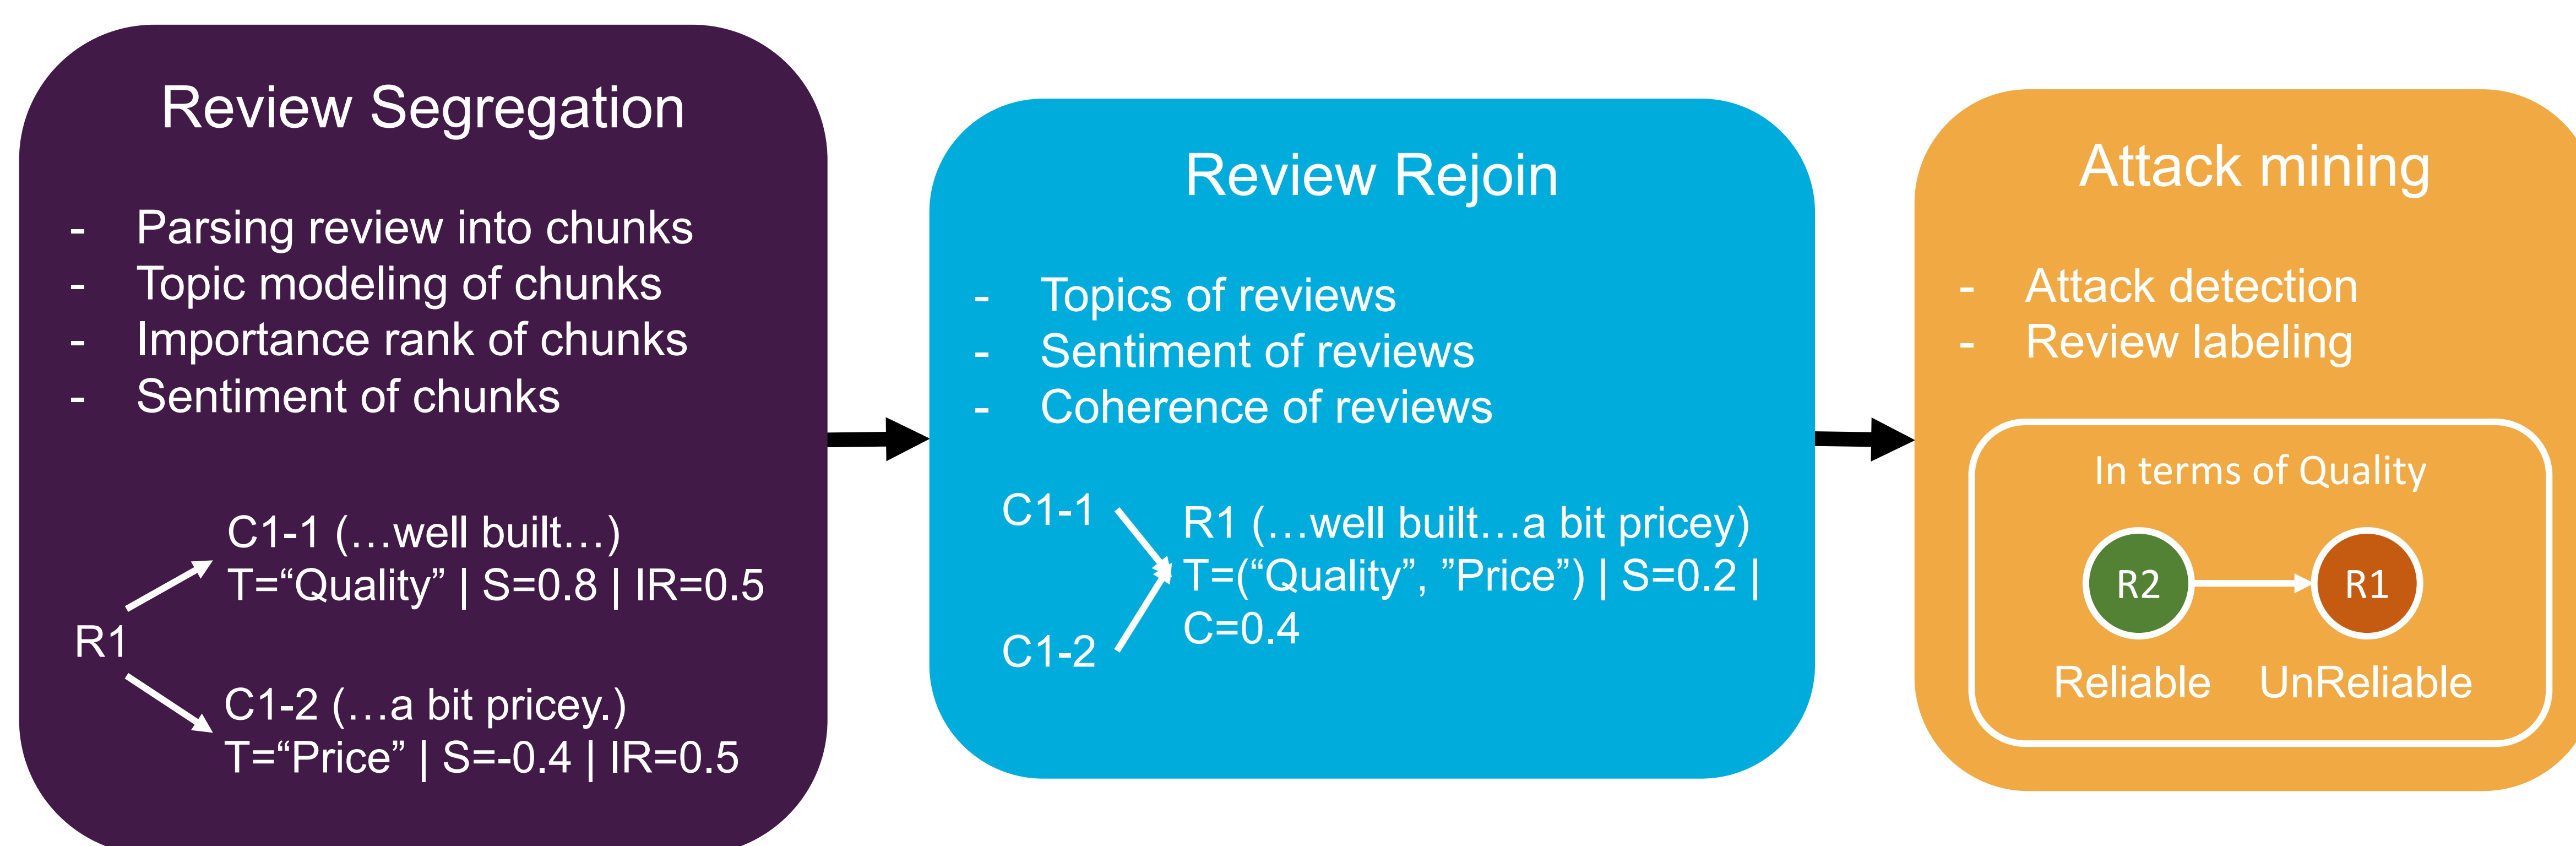 Review Segregation
- Parsing review into chunks
- Topic modeling of chunks
- Importance rank of chunks
- Sentiment of chunks
R1
C1-1 (…well built…)
T=“Quality” | S=0.8 | IR=0.5
C1-2 (…a bit pricey.)
T=“Price” | S=-0.4 | IR=0.5
Review Rejoin
- Topics of reviews
- Sentiment of reviews
- Coherence of reviews
C1-1
C1-2
R1 (…well built…a bit pricey)
T=(“Quality”, ”Price”) | S=0.2 |
C=0.4
Attack mining
- Attack detection
- Review labeling
In terms of Quality
R2 R1
Reliable UnReliable